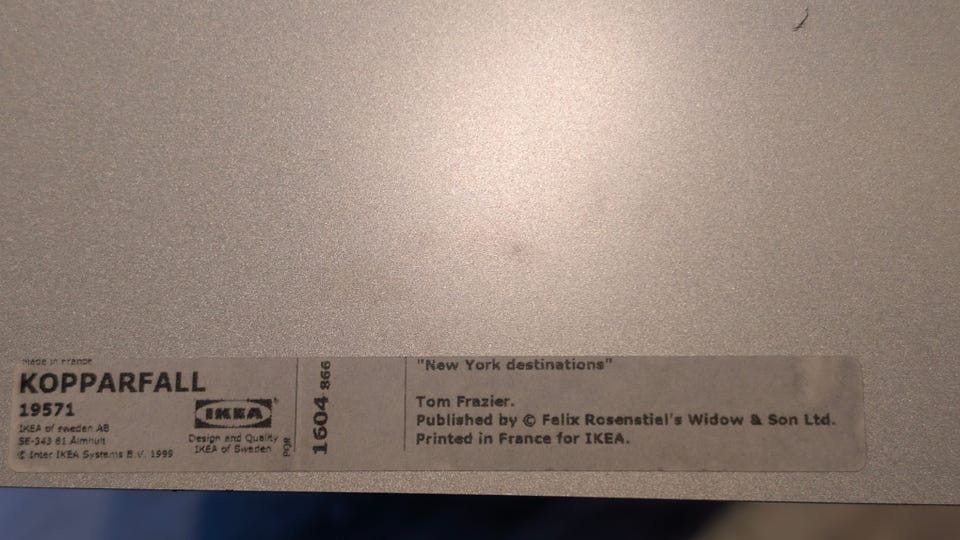 Made in France
KOPPARFALL
19571
IKEA of sweden AB
SE-343 81 Älmhult
© Inter IKEA Systems B.V. 1999
IKEA
Design and Quality
IKEA of Sweden
PQR
1604 866
"New York destinations"
Tom Frazier.
Published by © Felix Rosenstial's Widow & Son Ltd.
Printed in France for IKEA.